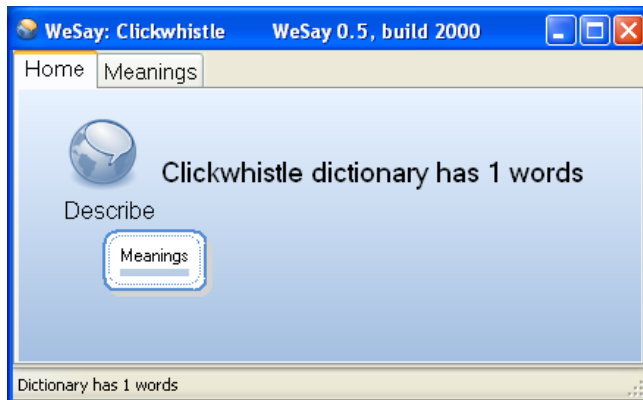 WeSay: Clickwhistle WeSay 0.5, build 2000
Home Meanings
Clickwhistle dictionary has 1 words
Describe
Meanings
Dictionary has 1 words